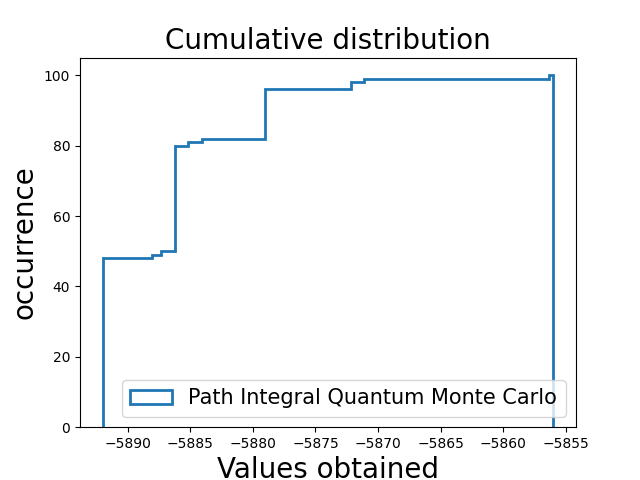 Cumulative distribution
occurrence
100
80
60
40
20
0
Path Integral Quantum Monte Carlo
−5890 −5885 −5880 −5875 −5870 −5865 −5860 −5855
Values obtained